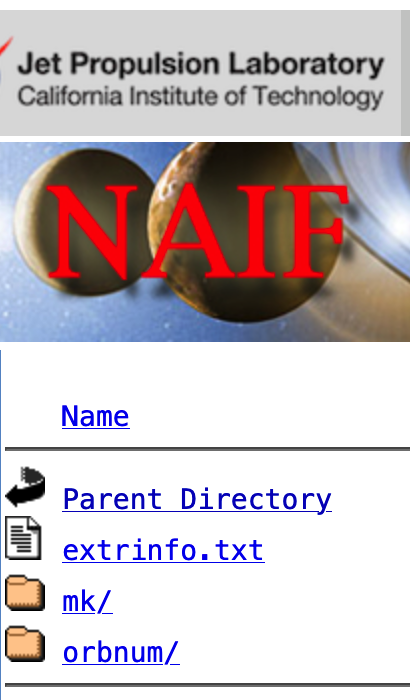 Jet Propulsion Laboratory
California Institute of Technology
NAIF
Name
Parent Directory
extrinfo.txt
mk/
orbnum/